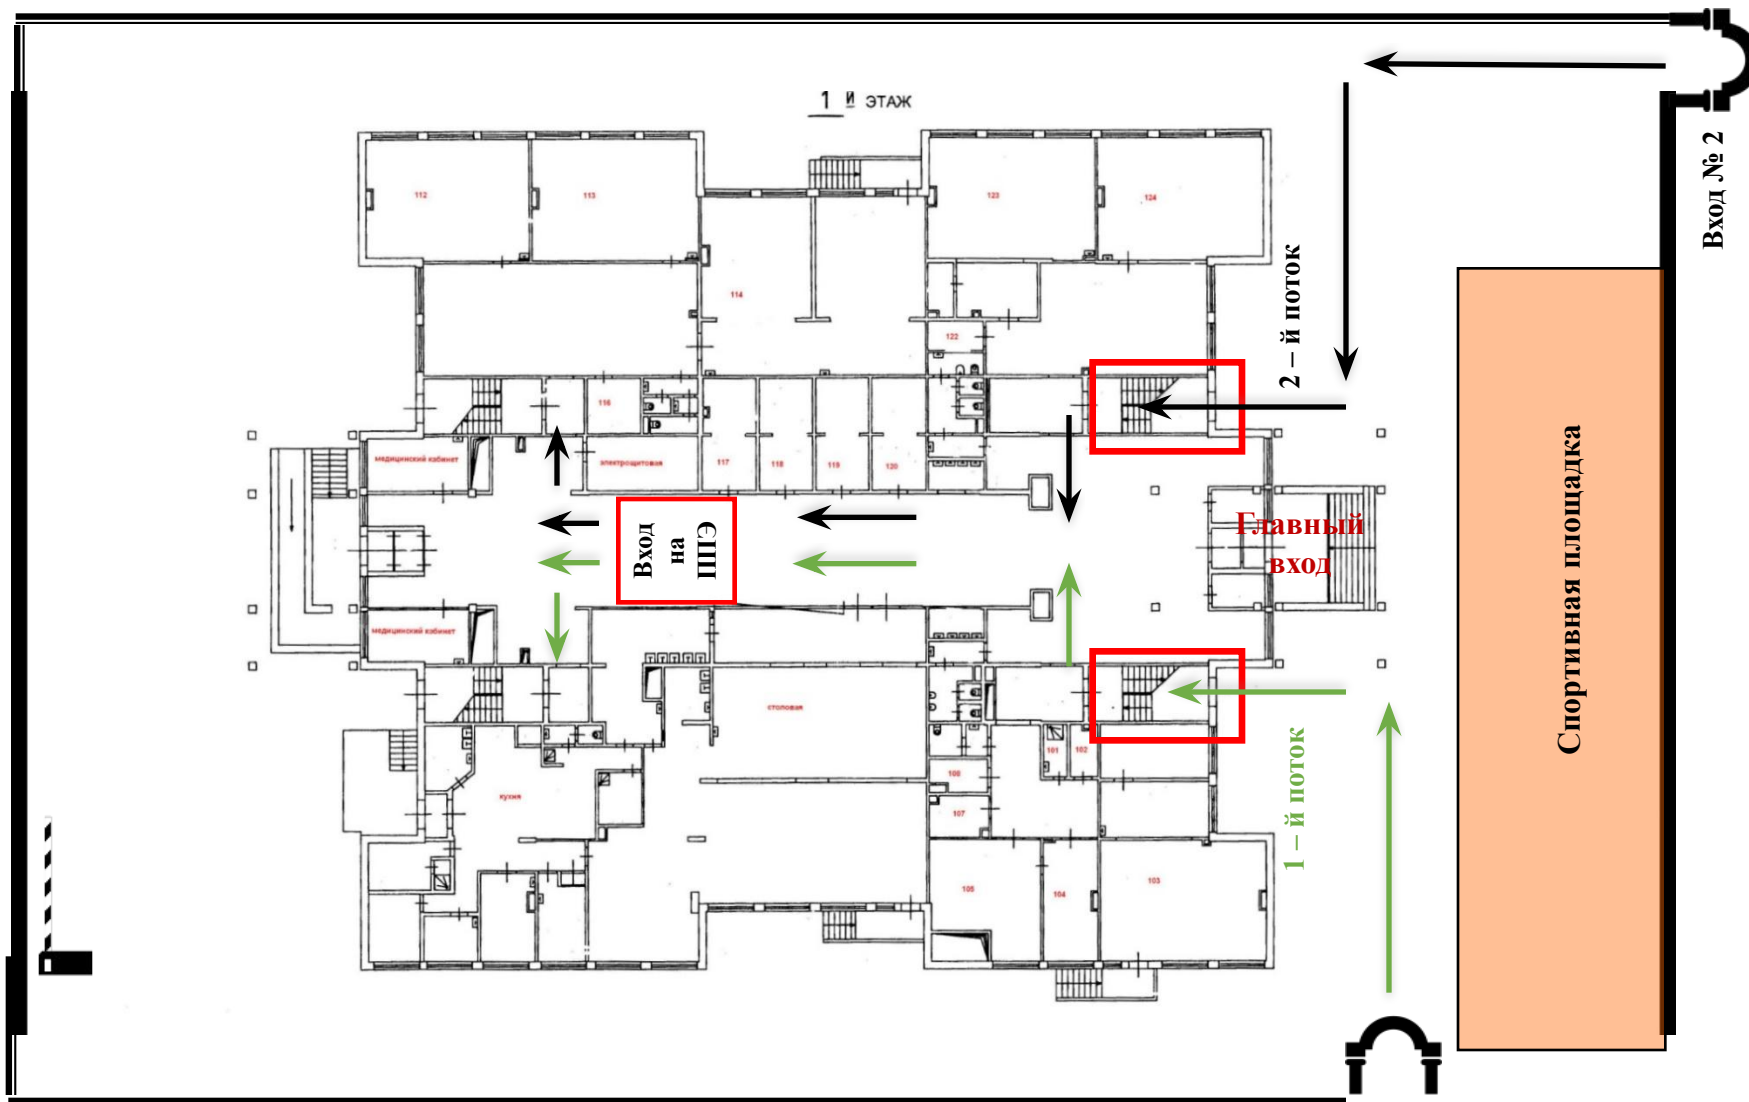 1 й ЭТАЖ
Вход № 2
112
113
123
124
2 – й поток
114
122
116
медицинский кабинет
электрощитовая
117
118
119
120
Вход
на
ППЭ
Главный
вход
Спортивная площадка
медицинский кабинет
столовая
101
102
108
107
кухня
1 – й поток
105
104
103